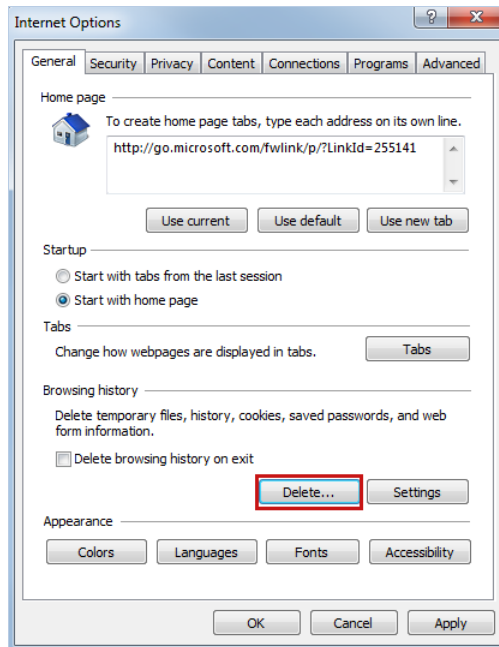 Internet Options
?
General Security Privacy Content Connections Programs Advanced
Home page
To create home page tabs, type each address on its own line.
http://go.microsoft.com/fwlink/p/?LinkId=255141
Use current Use default Use new tab
Startup
Start with tabs from the last session
Start with home page
Tabs
Change how webpages are displayed in tabs. Tabs
Browsing history
Delete temporary files, history, cookies, saved passwords, and web
form information.
Delete browsing history on exit
Delete... Settings
Appearance
Colors Languages Fonts Accessibility
OK Cancel Apply